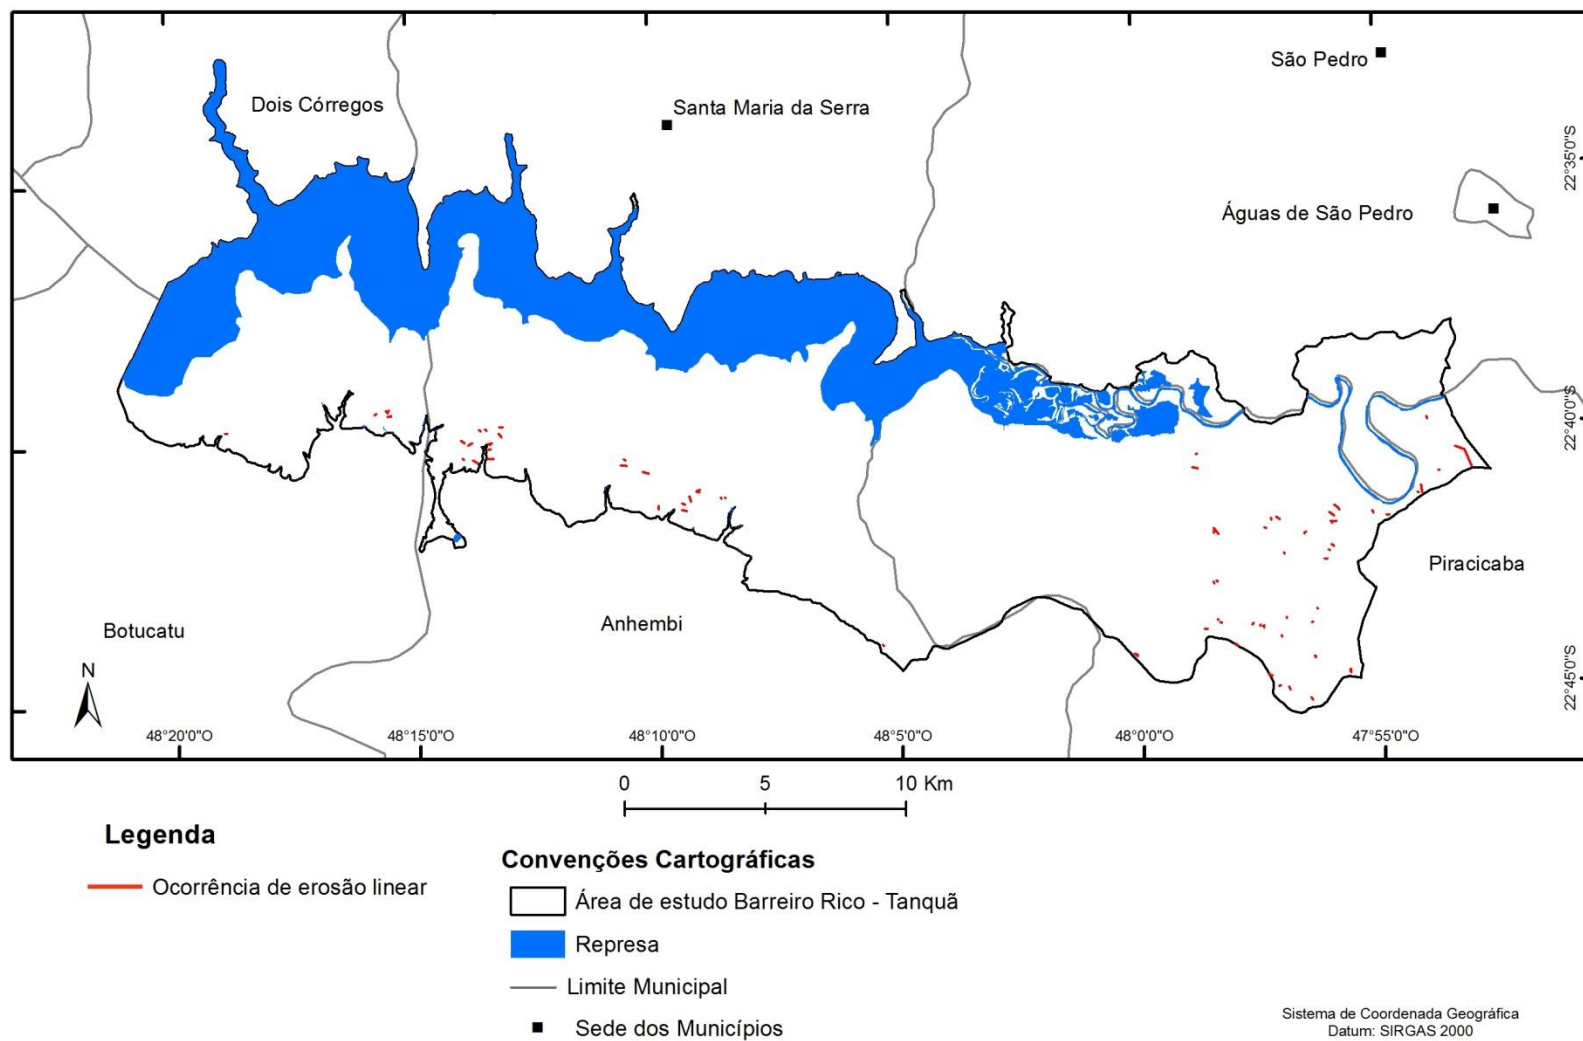 São Pedro
Dois Córregos
Santa Maria da Serra
22°35'0"S
Águas de São Pedro
22°40'0"S
Piracicaba
Anhembi
Botucatu
N
22°45'0"S
48°20'0"O
48°15'0"O
48°10'0"O
48°5'0"O
48°0'0"O
47°55'0"O
0 5 10 Km
Legenda
Ocorrência de erosão linear
Convenções Cartográficas
Área de estudo Barreiro Rico - Tanquã
Represa
Limite Municipal
Sede dos Municípios
Sistema de Coordenada Geográfica
Datum: SIRGAS 2000